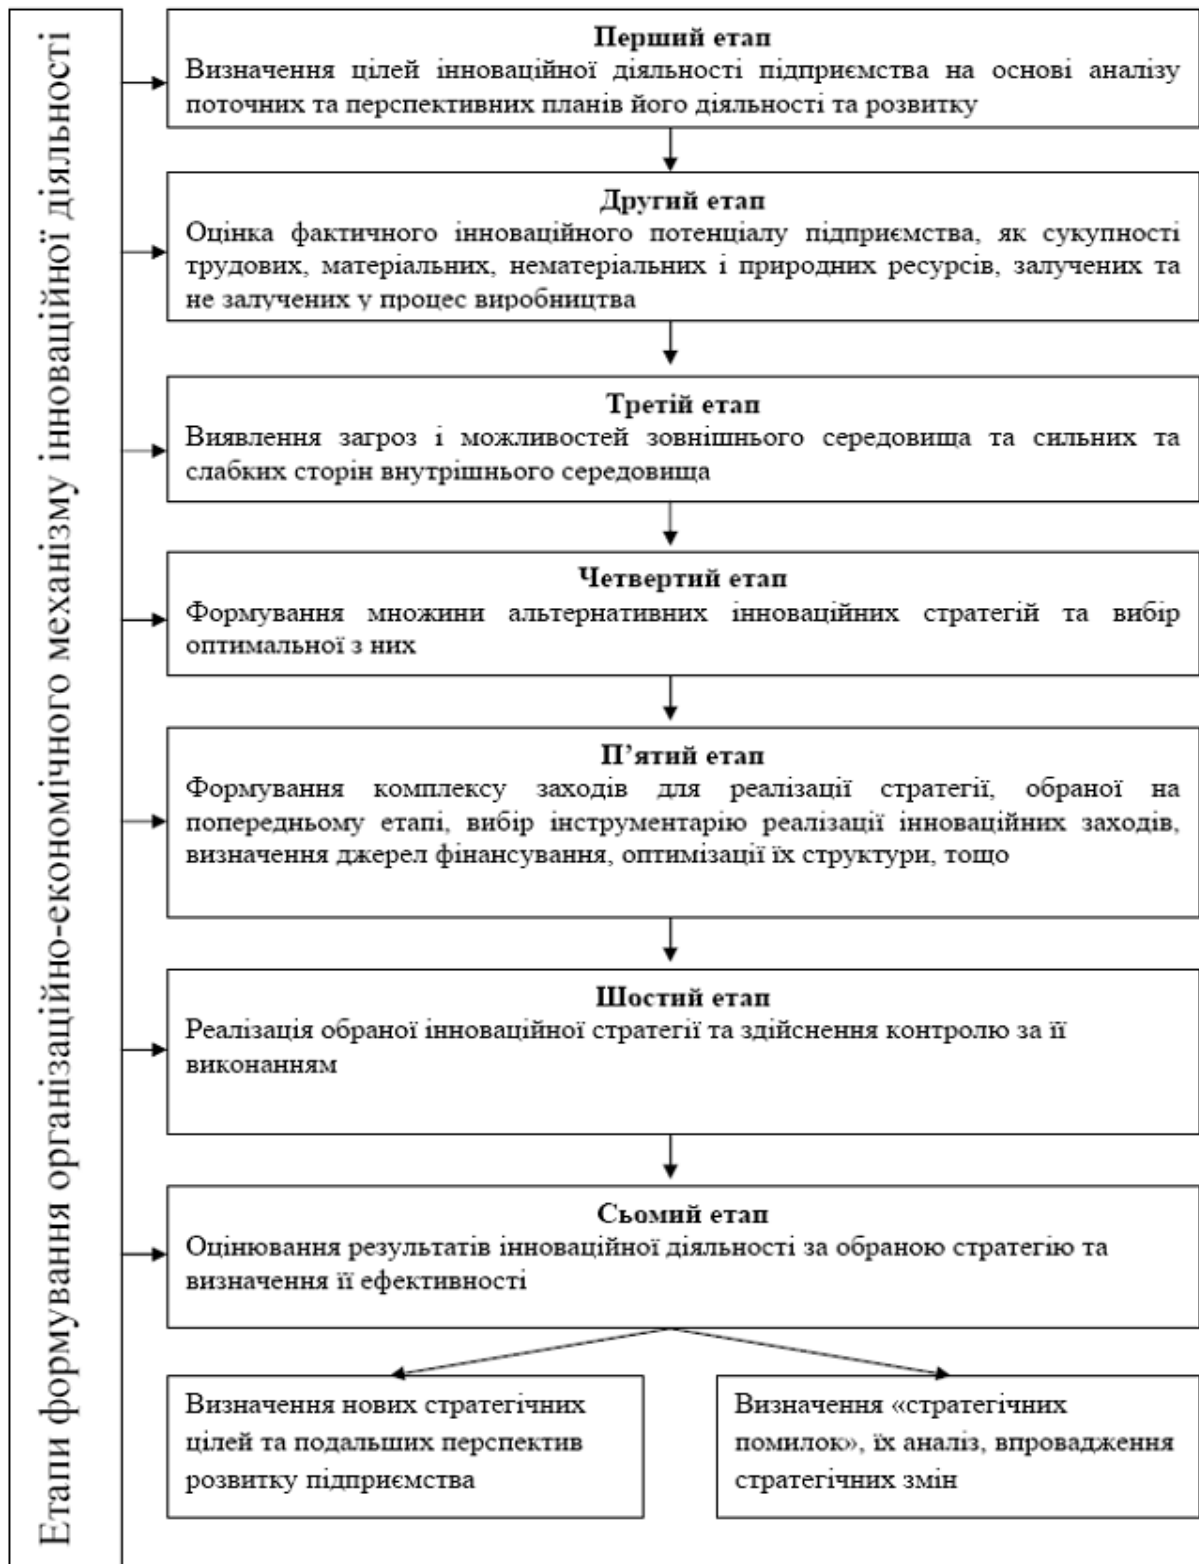 Етапи формування організаційно-економічного механізму інноваційної діяльності
Перший етап
Визначення цілей інноваційної діяльності підприємства на основі аналізу
поточних та перспективних планів його діяльності та розвитку
Другий етап
Оцінка фактичного інноваційного потенціалу підприємства, як сукупності
трудових, матеріальних, нематеріальних і природних ресурсів, залучених та
не залучених у процес виробництва
Третій етап
Виявлення загроз і можливостей зовнішнього середовища та сильних та
слабких сторін внутрішнього середовища
Четвертий етап
Формування множини альтернативних інноваційних стратегій та вибір
оптимальної з них
П’ятий етап
Формування комплексу заходів для реалізації стратегії, обраної на
попередньому етапі, вибір інструментарію реалізації інноваційних заходів,
визначення джерел фінансування, оптимізації їх структури, тощо
Шостий етап
Реалізація обраної інноваційної стратегії та здійснення контролю за її
виконанням
Сьомий етап
Оцінювання результатів інноваційної діяльності за обраною стратегію та
визначення її ефективності
Визначення нових стратегічних
цілей та подальших перспектив
розвитку підприємства
Визначення «стратегічних
помилок», їх аналіз, впровадження
стратегічних змін